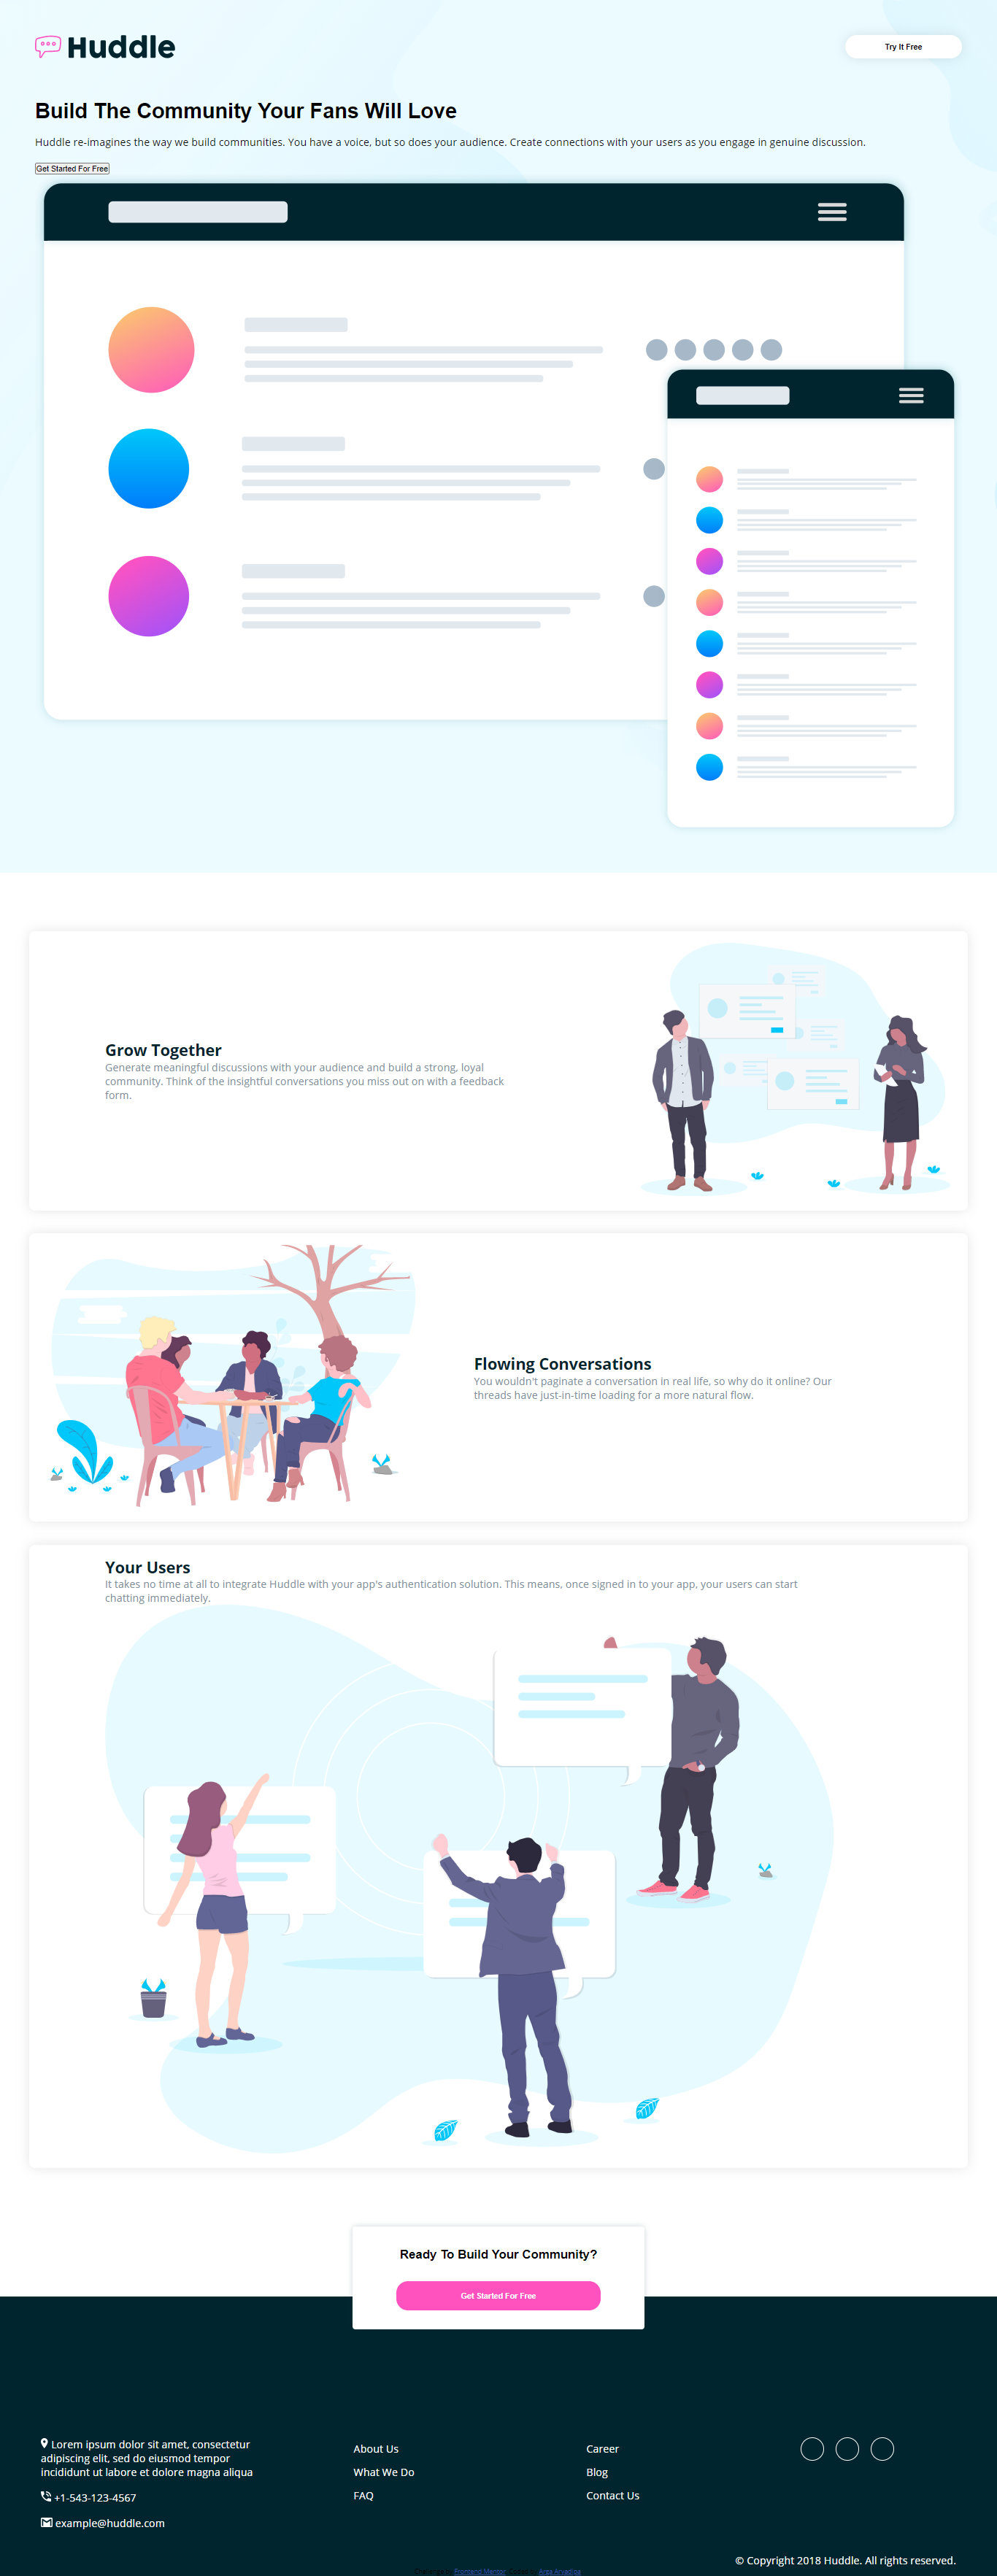 Huddle
Try It Free
Build The Community Your Fans Will Love
Huddle re-imagines the way we build communities. You have a voice, but so does your audience. Create connections with your users as you engage in genuine discussion.
Get Started For Free
Grow Together
Generate meaningful discussions with your audience and build a strong, loyal
community. Think of the insightful conversations you miss out on with a feedback
form.
Flowing Conversations
You wouldn't paginate a conversation in real life, so why do it online? Our
threads have just-in-time loading for a more natural flow.
Your Users
It takes no time at all to integrate Huddle with your app's authentication solution. This means, once signed in to your app, your users can start
chatting immediately.
Ready To Build Your Community?
Get Started For Free
Lorem ipsum dolor sit amet, consectetur
adipiscing elit, sed do eiusmod tempor
incididunt ut labore et dolore magna aliqua
+1-543-123-4567
example@huddle.com
About Us
What We Do
FAQ
Career
Blog
Contact Us
© Copyright 2018 Huddle. All rights reserved.
Challenge by Frontend Mentor. Coded by